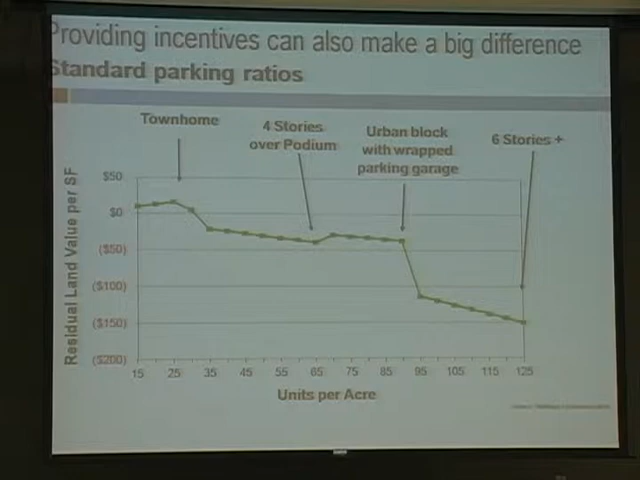 Providing incentives can also make a big difference
Standard parking ratios
Townhome
4 Stories
over Podium
Urban block
with wrapped
parking garage
6 Stories +
Residual Land Value per SF
$50
$0
($50)
($100)
($150)
($200)
15 25 35 45 55 65 75 85 95 105 115 125
Units per Acre